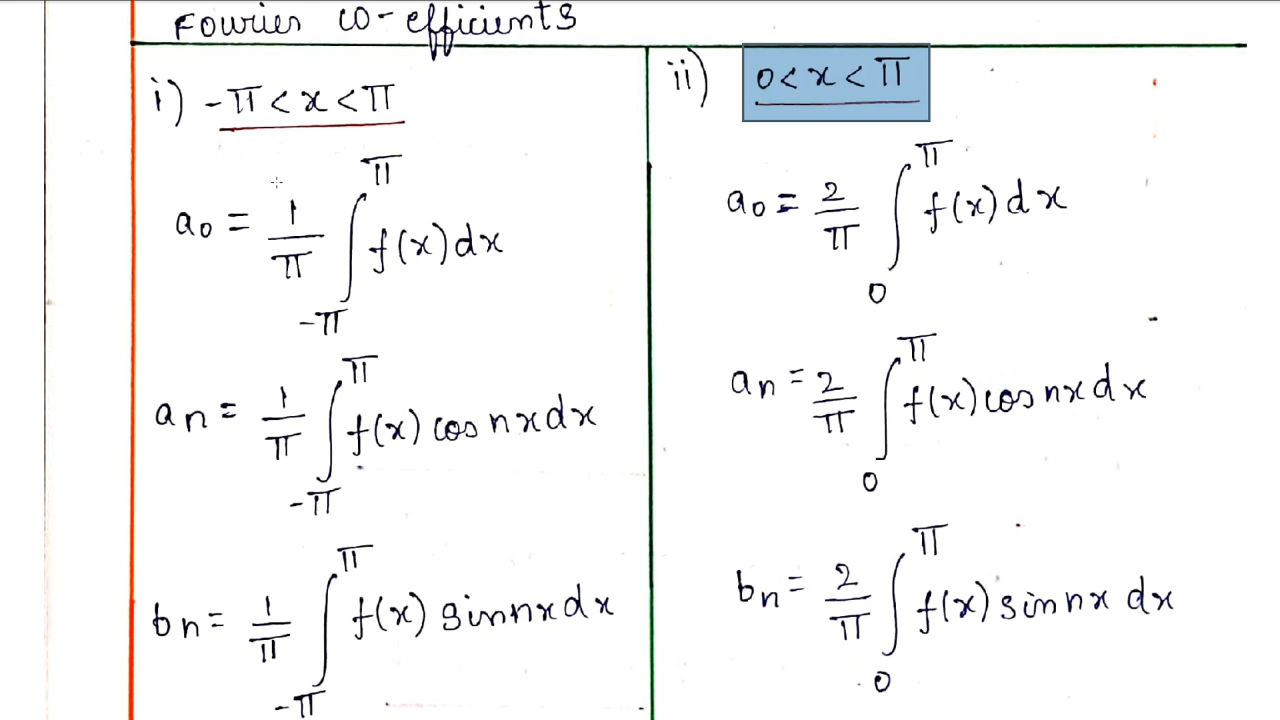 Fourier co-efficients
i) -π < x < π
a₀ = 1/π ∫_{-π}^{π} f(x) dx
aₙ = 1/π ∫_{-π}^{π} f(x) cos nx dx
bₙ = 1/π ∫_{-π}^{π} f(x) sin nx dx
ii) 0 < x < π
a₀ = 2/π ∫_{0}^{π} f(x) dx
aₙ = 2/π ∫_{0}^{π} f(x) cos nx dx
bₙ = 2/π ∫_{0}^{π} f(x) sin nx dx